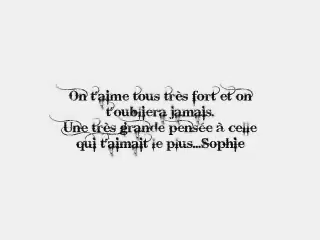 On t'aime tous très fort et on
t'oubliera jamais.
Une très grande pensée à celle
qui t'aimait le plus...Sophie